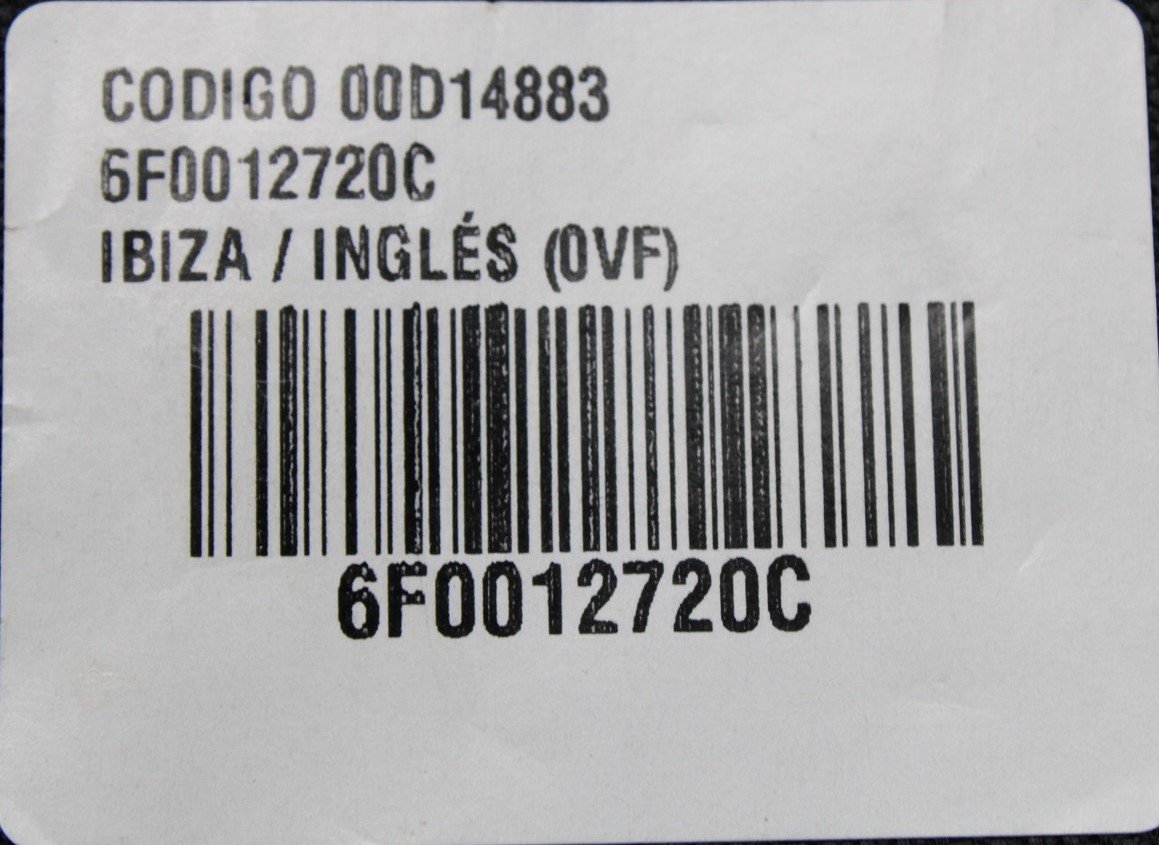 CODIGO 00D14883
6F0012720C
IBIZA / INGLÉS (0VF)
6F0012720C